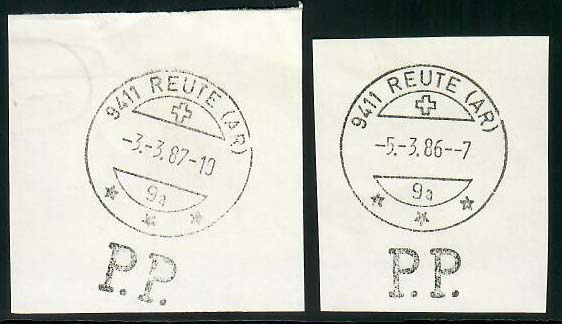 9411 REUTE (AR)
-3.-3.87-10
9a
P.P.
9411 REUTE (AR)
-5.-3.86--7
9a
P.P.